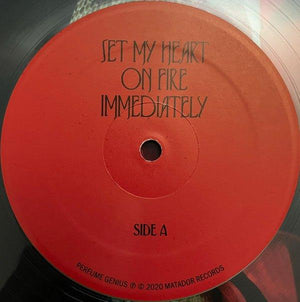 SET MY HEART
ON FIRE
IMMEDIATELY
SIDE A
PERFUME GENIUS ℗ © 2020 MATADOR RECORDS